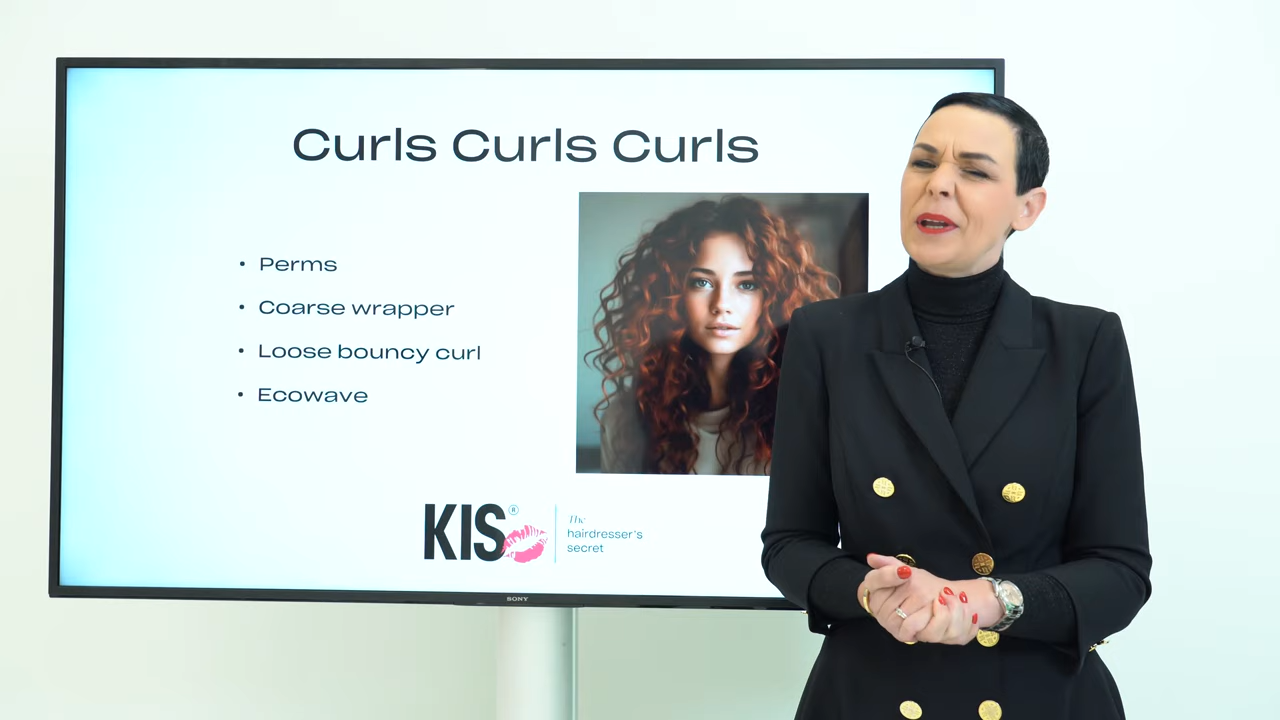 Curls Curls Curls
• Perms
• Coarse wrapper
• Loose bouncy curl
• Ecowave
KIS®
The
hairdresser's
secret
SONY